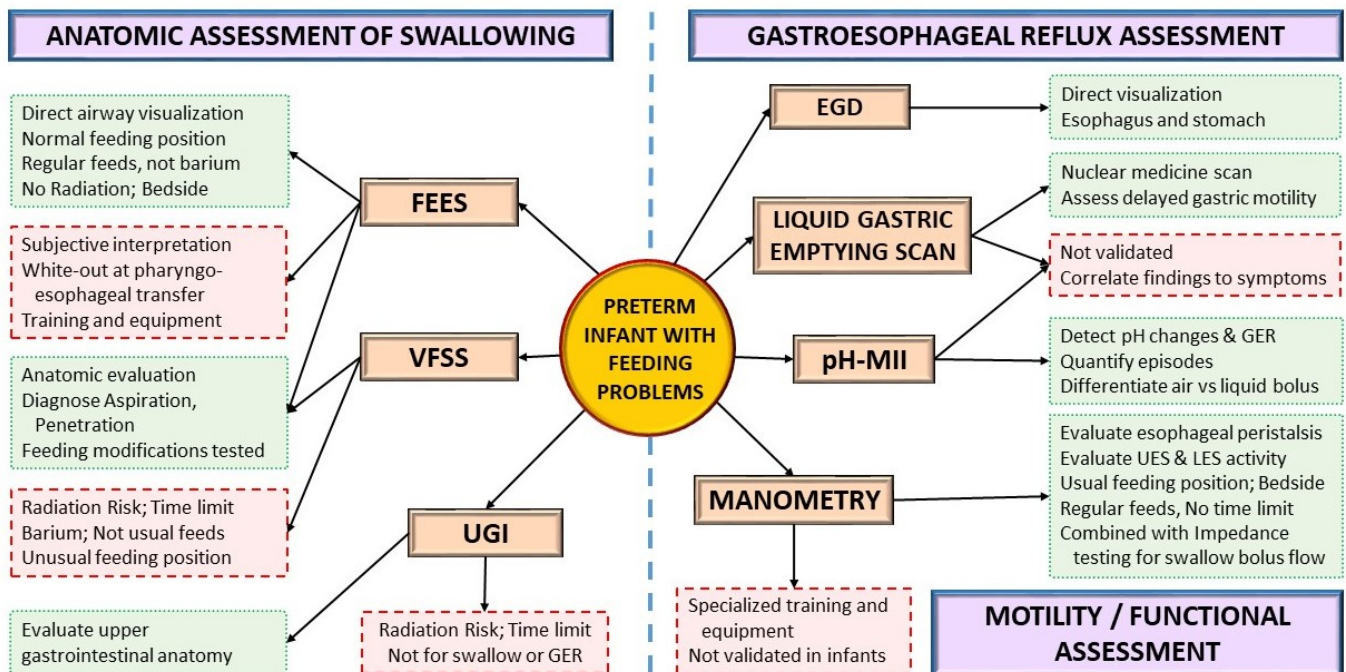 ANATOMIC ASSESSMENT OF SWALLOWING
Direct airway visualization
Normal feeding position
Regular feeds, not barium
No Radiation; Bedside
FEES
Subjective interpretation
White-out at pharyngo-
esophageal transfer
Training and equipment
VFSS
Anatomic evaluation
Diagnose Aspiration,
Penetration
Feeding modifications tested
Radiation Risk; Time limit
Barium; Not usual feeds
Unusual feeding position
UGI
Evaluate upper
gastrointestinal anatomy
Radiation Risk; Time limit
Not for swallow or GER
PRETERM
INFANT WITH
FEEDING
PROBLEMS
GASTROESOPHAGEAL REFLUX ASSESSMENT
EGD
Direct visualization
Esophagus and stomach
LIQUID GASTRIC
EMPTYING SCAN
Nuclear medicine scan
Assess delayed gastric motility
Not validated
Correlate findings to symptoms
pH-MII
Detect pH changes & GER
Quantify episodes
Differentiate air vs liquid bolus
MANOMETRY
Evaluate esophageal peristalsis
Evaluate UES & LES activity
Usual feeding position; Bedside
Regular feeds, No time limit
Combined with Impedance
testing for swallow bolus flow
Specialized training and
equipment
Not validated in infants
MOTILITY / FUNCTIONAL
ASSESSMENT